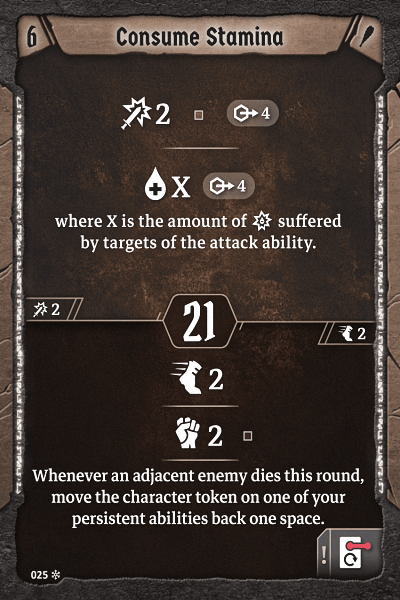 6 Consume Stamina
2 4
X 4
where X is the amount of suffered
by targets of the attack ability.
2 21 2
2
2
Whenever an adjacent enemy dies this round,
move the character token on one of your
persistent abilities back one space.
!
025